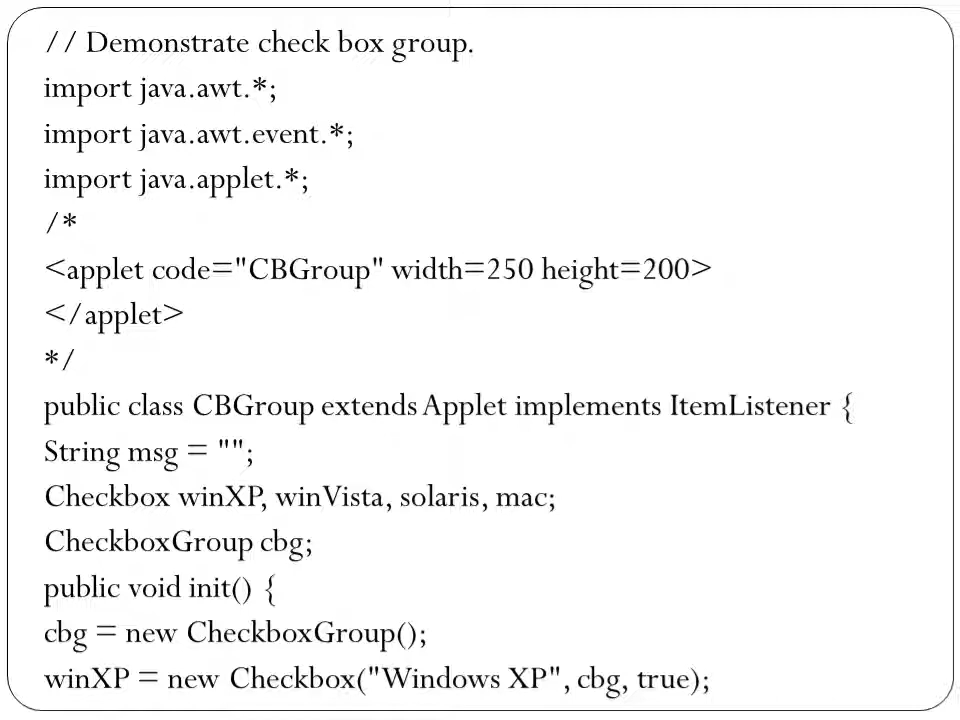 // Demonstrate check box group.
import java.awt.*;
import java.awt.event.*;
import java.applet.*;
/*
<applet code="CBGroup" width=250 height=200>
</applet>
*/
public class CBGroup extends Applet implements ItemListener {
String msg = "";
Checkbox winXP, winVista, solaris, mac;
CheckboxGroup cbg;
public void init() {
cbg = new CheckboxGroup();
winXP = new Checkbox("Windows XP", cbg, true);